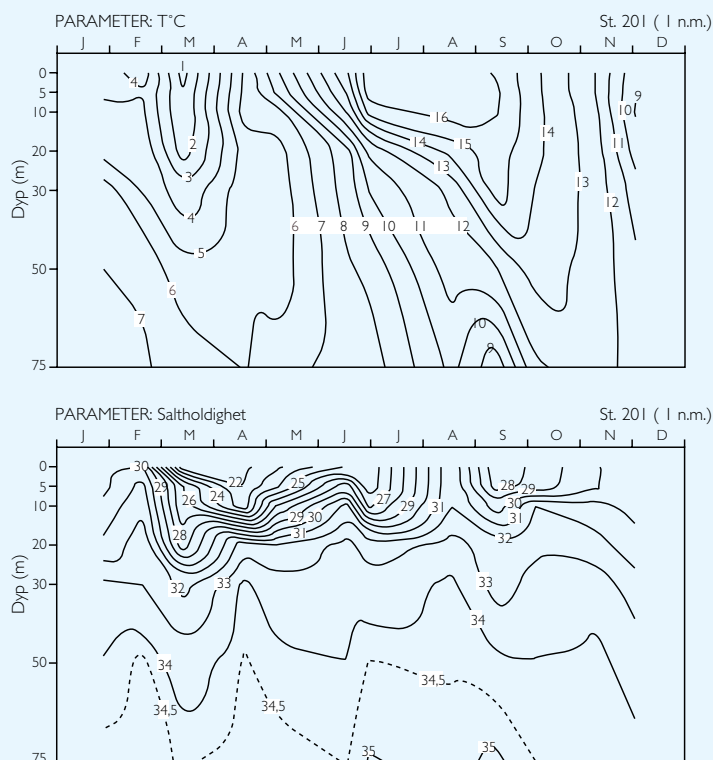 PARAMETER: T°C St. 201 ( 1 n.m.)
J F M A M J J A S O N D
0
5
10
20
30
50
75
Dyp (m)
4 1
9
10
16
2 14 15 14 11
3 13 13
4 12
6 7 8 9 10 11 12
5
6
7 10
9
PARAMETER: Saltholdighet St. 201 ( 1 n.m.)
J F M A M J J A S O N D
0
5
10
20
30
50
75
Dyp (m)
30
29 22 25 28 29
26 24 27 30
29 31
29 30 31
28 31 32
32 33 33
34
34
34,5 34,5 34,5
35 35